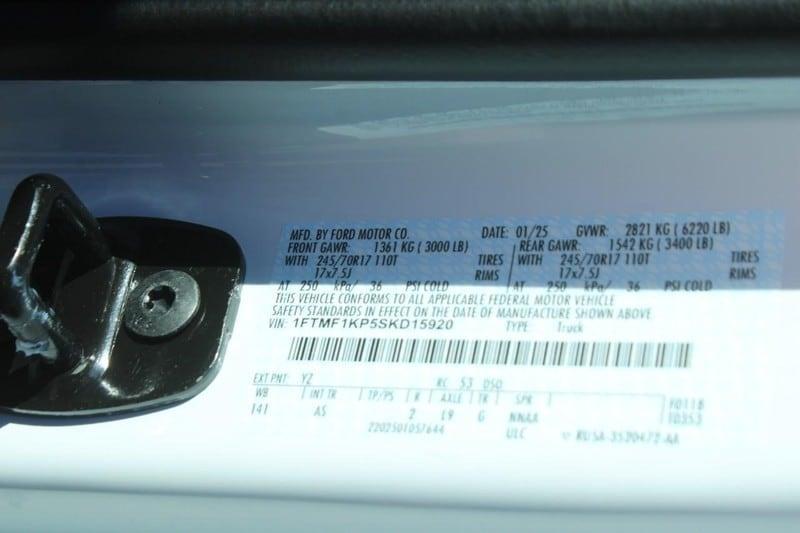 MFD. BY FORD MOTOR CO. DATE: 01/25 GVWR: 2821 KG (6220 LB)
FRONT GAWR: 1361 KG (3000 LB) REAR GAWR: 1542 KG (3400 LB)
WITH 245/70R17 110T TIRES WITH 245/70R17 110T TIRES
17x7.5J RIMS 17x7.5J RIMS
AT 250 kPa/ 36 PSI COLD AT 250 kPa/ 36 PSI COLD
THIS VEHICLE CONFORMS TO ALL APPLICABLE FEDERAL MOTOR VEHICLE
SAFETY STANDARDS IN EFFECT ON THE DATE OF MANUFACTURE SHOWN ABOVE.
VIN: 1FTMF1KP5SKD15920 TYPE: Truck
EXT PNT: YZ RC: 53 DSO:
WB INT TR TP/PS R AXLE TR SPR
141 AS 2 L9 G NNAA
2202501057644 ULC